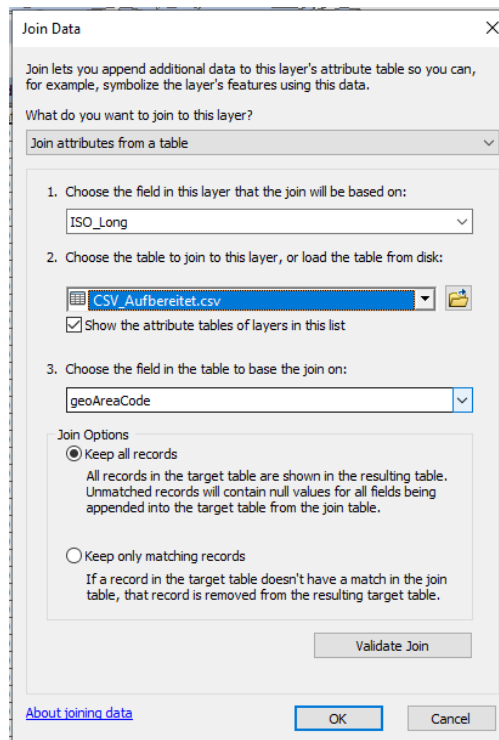 Join Data
Join lets you append additional data to this layer's attribute table so you can,
for example, symbolize the layer's features using this data.
What do you want to join to this layer?
Join attributes from a table
1. Choose the field in this layer that the join will be based on:
ISO_Long
2. Choose the table to join to this layer, or load the table from disk:
CSV_Aufbereitet.csv
Show the attribute tables of layers in this list
3. Choose the field in the table to base the join on:
geoAreaCode
Join Options
Keep all records
All records in the target table are shown in the resulting table.
Unmatched records will contain null values for all fields being
appended into the target table from the join table.
Keep only matching records
If a record in the target table doesn't have a match in the join
table, that record is removed from the resulting target table.
Validate Join
About joining data
OK
Cancel